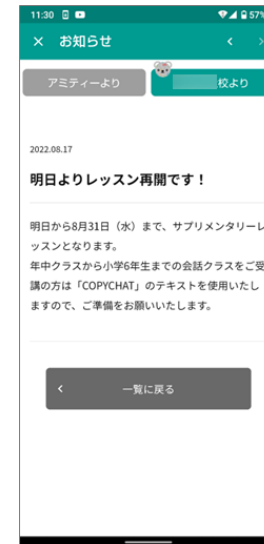 11:30 57%
× お知らせ < >
アミティーより
校より
2022.08.17
明日よりレッスン再開です！
明日から8月31日（水）まで、サプリメンタリーレ
ッスンとなります。
年中クラスから小学6年生までの会話クラスをご受
講の方は「COPYCHAT」のテキストを使用いたし
ますので、ご準備をお願いいたします。
< 一覧に戻る